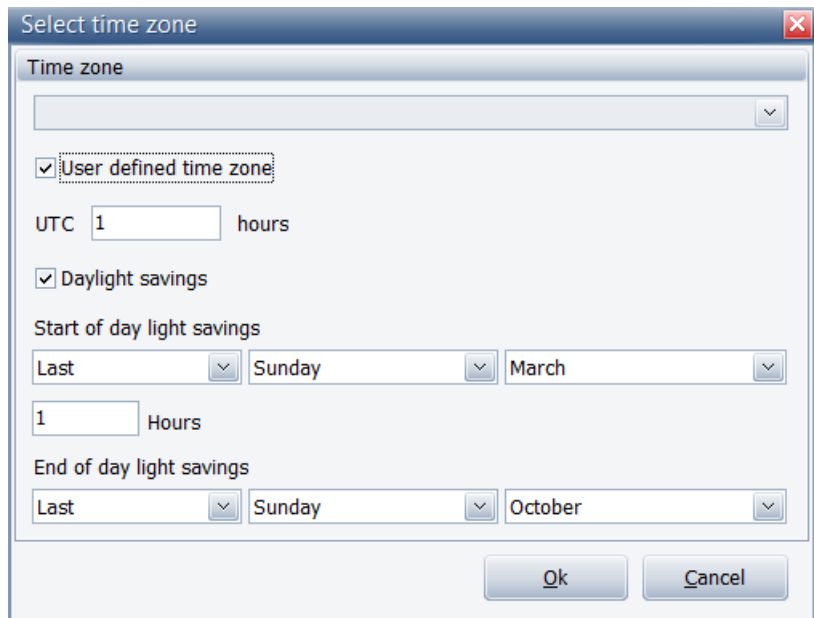 Select time zone
Time zone
User defined time zone
UTC 1 hours
Daylight savings
Start of day light savings
Last Sunday March
1 Hours
End of day light savings
Last Sunday October
Ok Cancel